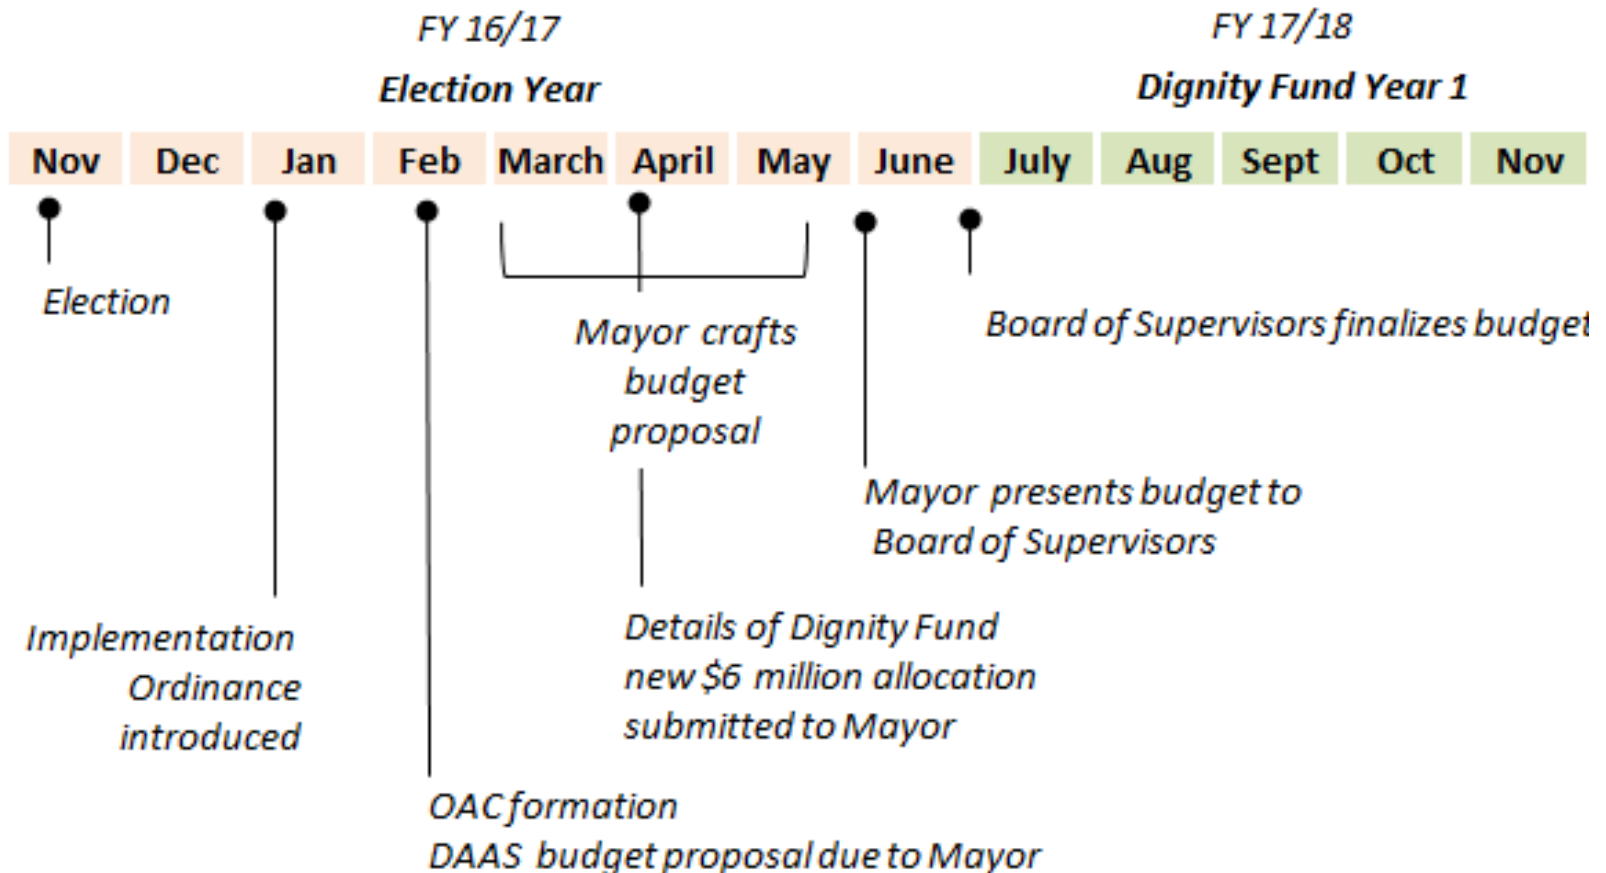 FY 16/17
Election Year
FY 17/18
Dignity Fund Year 1
Nov Dec Jan Feb March April May June July Aug Sept Oct Nov
Election
Mayor crafts
budget
proposal
Board of Supervisors finalizes budget
Mayor presents budget to
Board of Supervisors
Implementation
Ordinance
introduced
Details of Dignity Fund
new $6 million allocation
submitted to Mayor
OAC formation
DAAS budget proposal due to Mayor